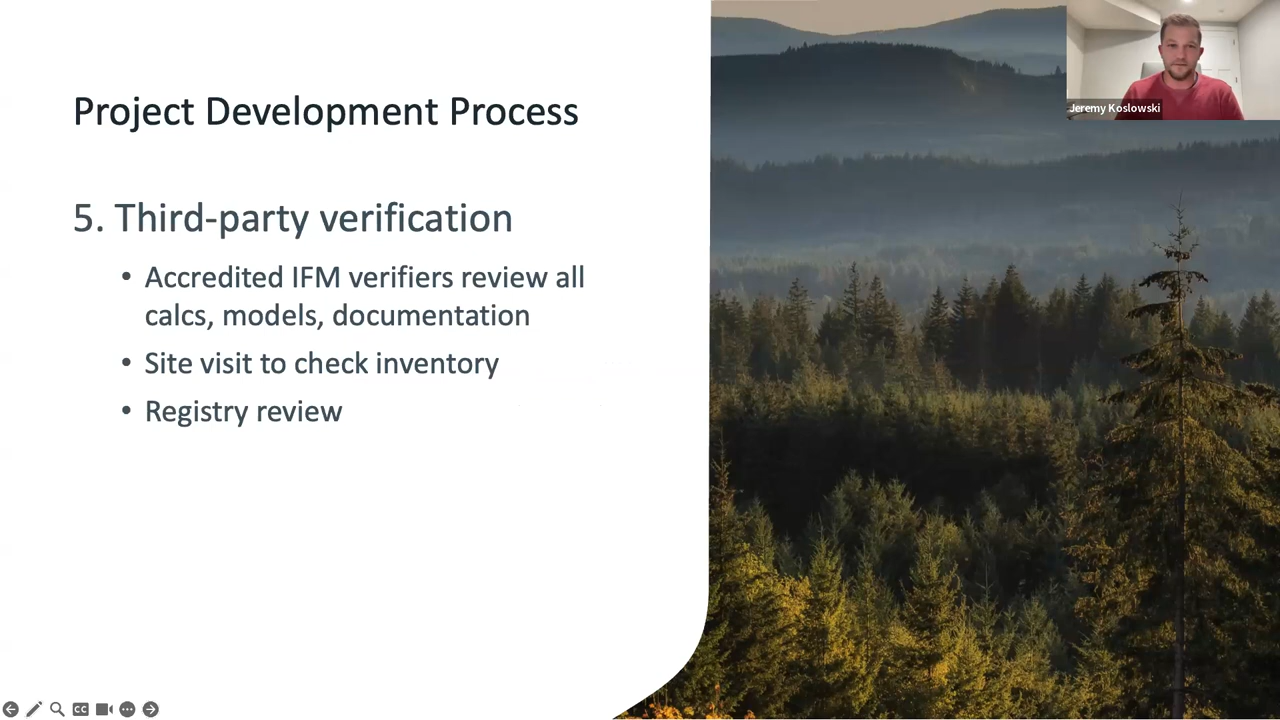 Project Development Process
Jeremy Koslowski
5. Third-party verification
• Accredited IFM verifiers review all
calcs, models, documentation
• Site visit to check inventory
• Registry review
CC